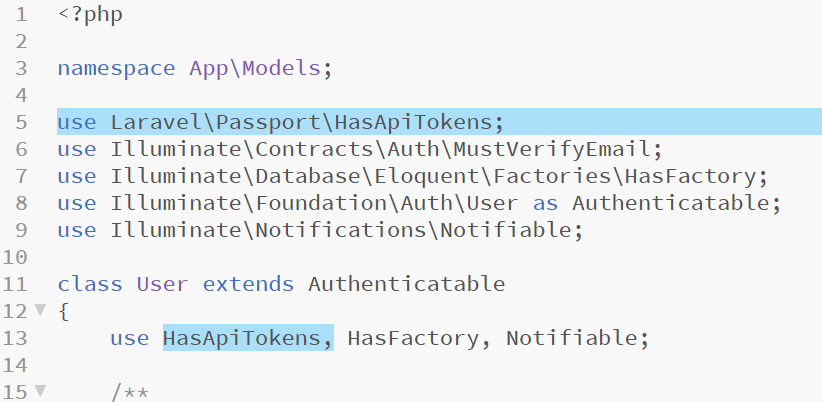 1 <?php
2
3 namespace App\Models;
4
5 use Laravel\Passport\HasApiTokens;
6 use Illuminate\Contracts\Auth\MustVerifyEmail;
7 use Illuminate\Database\Eloquent\Factories\HasFactory;
8 use Illuminate\Foundation\Auth\User as Authenticatable;
9 use Illuminate\Notifications\Notifiable;
10
11 class User extends Authenticatable
12 {
13     use HasApiTokens, HasFactory, Notifiable;
14
15     /**